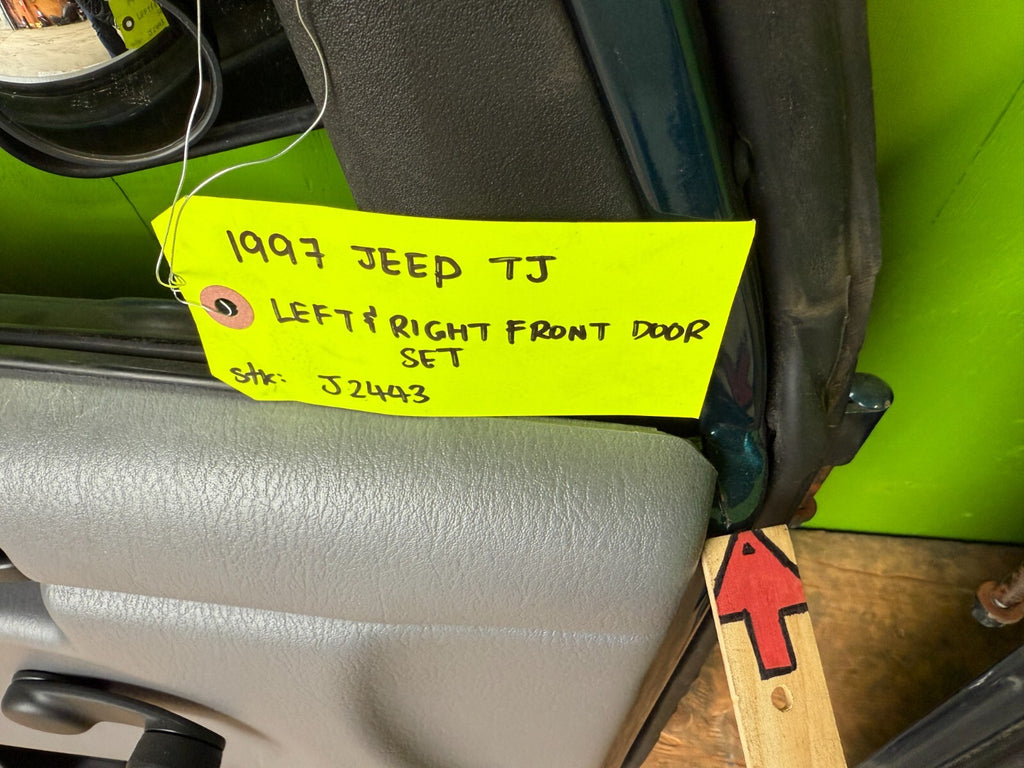 1997 JEEP TJ
LEFT & RIGHT FRONT DOOR
SET
stk: J2443